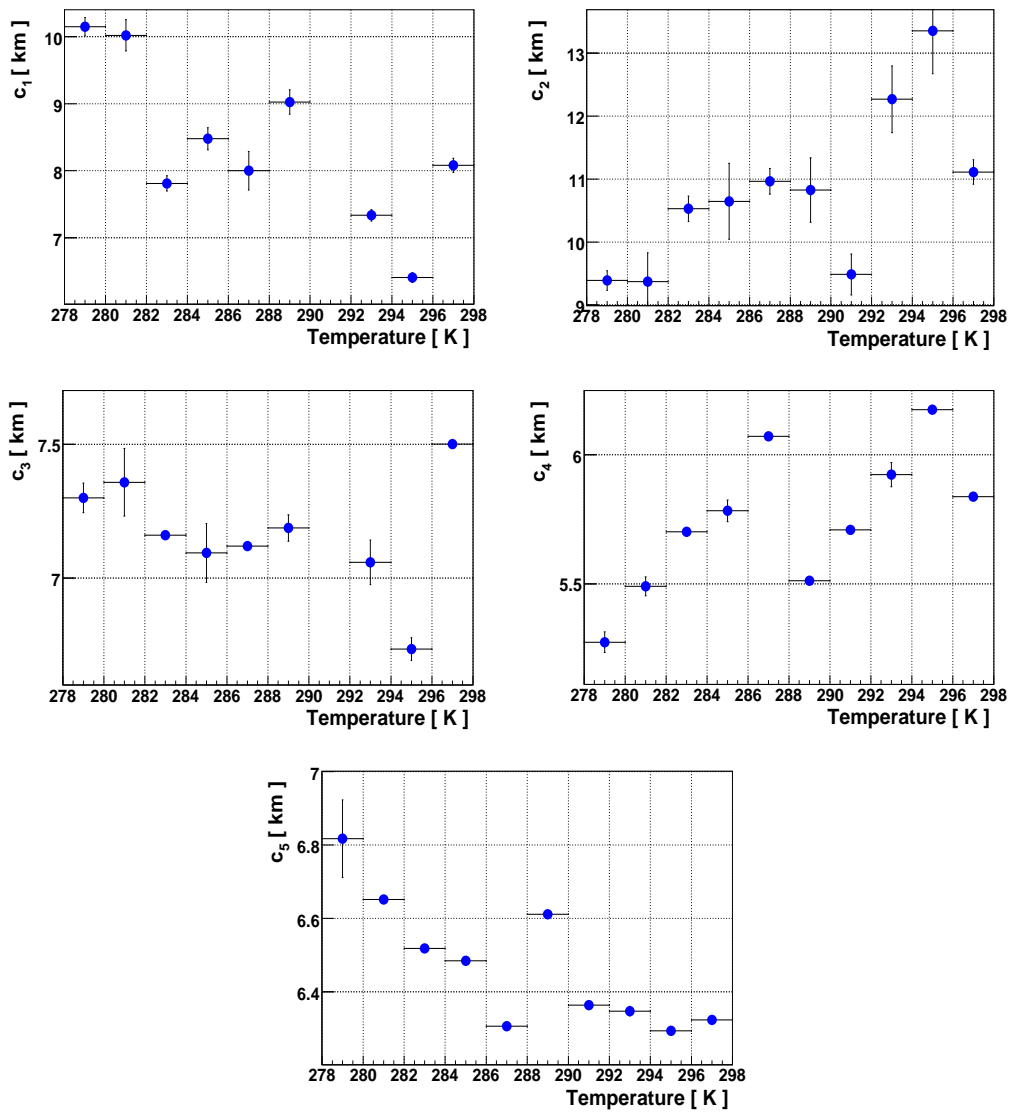 c1 [ km ]
10
9
8
7
278 280 282 284 286 288 290 292 294 296 298
Temperature [ K ]
c2 [ km ]
13
12
11
10
9
278 280 282 284 286 288 290 292 294 296 298
Temperature [ K ]
c3 [ km ]
7.5
7
278 280 282 284 286 288 290 292 294 296 298
Temperature [ K ]
c4 [ km ]
6
5.5
278 280 282 284 286 288 290 292 294 296 298
Temperature [ K ]
c5 [ km ]
7
6.8
6.6
6.4
278 280 282 284 286 288 290 292 294 296 298
Temperature [ K ]